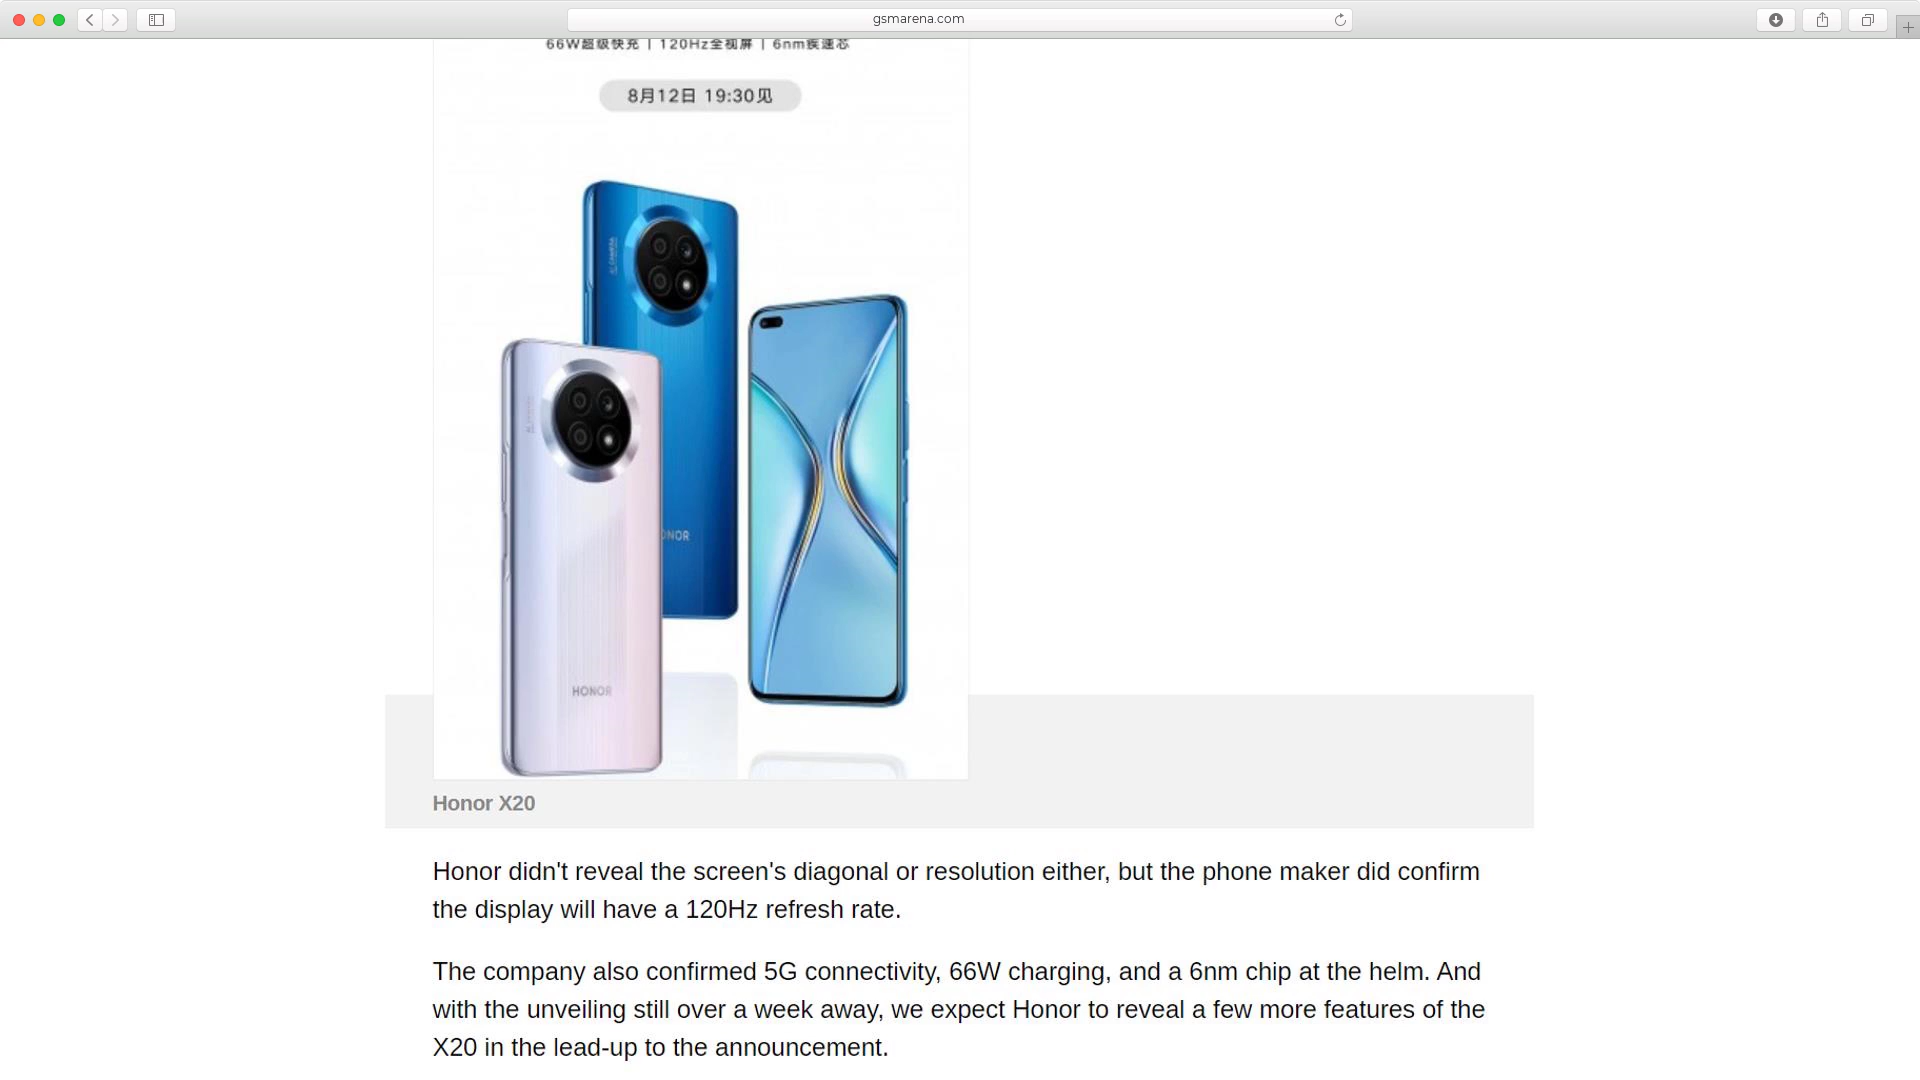 gsmarena.com
66W超级快充 | 120Hz全视屏 | 6nm疾速芯
8月12日 19:30见
HONOR
HONOR
Honor X20
Honor didn't reveal the screen's diagonal or resolution either, but the phone maker did confirm
the display will have a 120Hz refresh rate.
The company also confirmed 5G connectivity, 66W charging, and a 6nm chip at the helm. And
with the unveiling still over a week away, we expect Honor to reveal a few more features of the
X20 in the lead-up to the announcement.